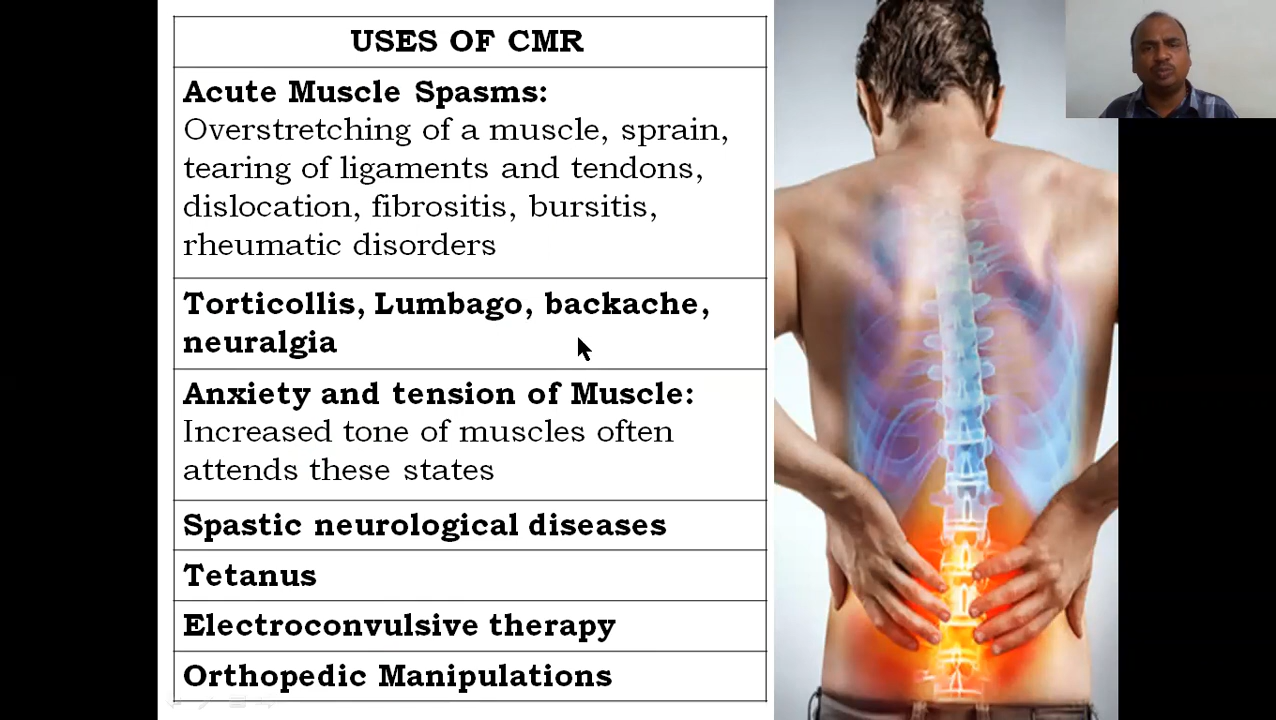 USES OF CMR
Acute Muscle Spasms:
Overstretching of a muscle, sprain,
tearing of ligaments and tendons,
dislocation, fibrositis, bursitis,
rheumatic disorders
Torticollis, Lumbago, backache,
neuralgia
Anxiety and tension of Muscle:
Increased tone of muscles often
attends these states
Spastic neurological diseases
Tetanus
Electroconvulsive therapy
Orthopedic Manipulations